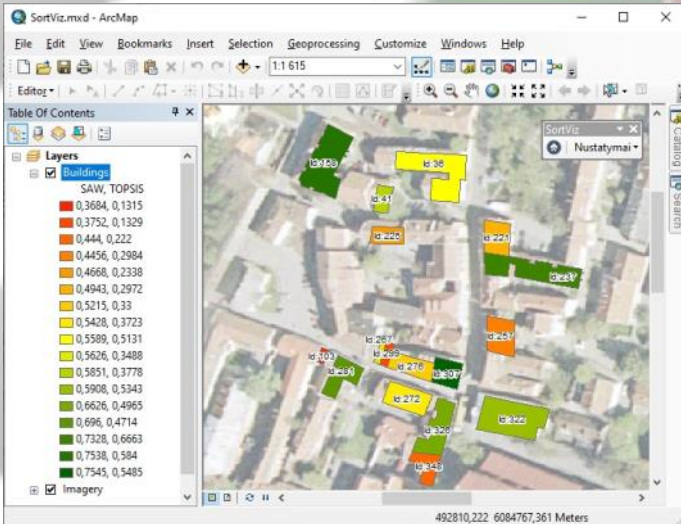 SortViz.mxd - ArcMap
File Edit View Bookmarks Insert Selection Geoprocessing Customize Windows Help
1:1 615
Editor
Table Of Contents
Layers
Buildings
SAW, TOPSIS
0,3684, 0,1315
0,3752, 0,1329
0,444, 0,222
0,4456, 0,2984
0,4668, 0,2338
0,4943, 0,2972
0,5215, 0,33
0,5428, 0,3723
0,5589, 0,5131
0,5626, 0,3488
0,5851, 0,3778
0,5908, 0,5343
0,6626, 0,4965
0,696, 0,4714
0,7328, 0,6663
0,7538, 0,584
0,7545, 0,5485
Imagery
SortViz
Nustatymai
Catalog
Search
Id:158
Id:36
Id:41
Id:226
Id:221
Id:237
Id:257
Id:267
Id:103
Id:299
Id:281
Id:276
Id:307
Id:272
Id:326
Id:322
Id:348
492810,222 6084767,361 Meters